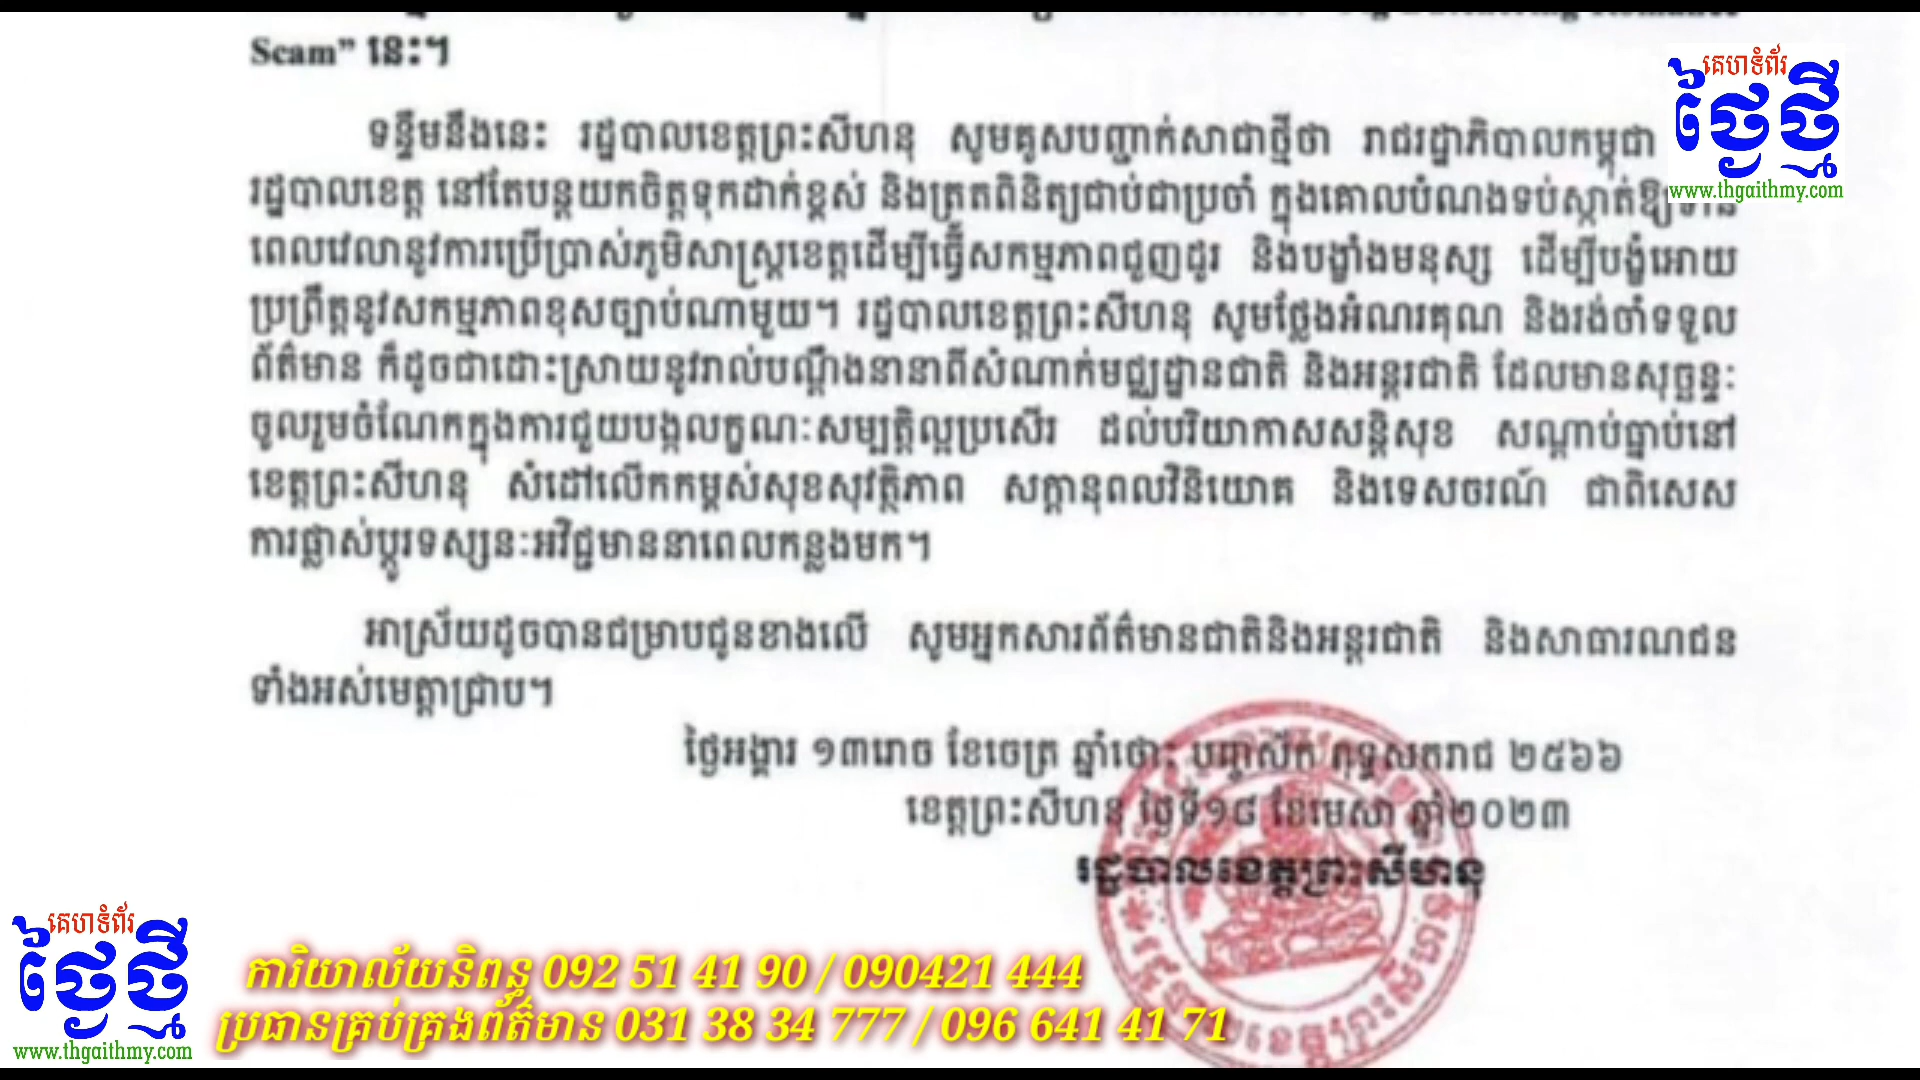 Scam” នេះ។
គេហទំព័រ
ថ្ងៃថ្មី
www.thgaithmy.com
ទន្ទឹមនឹងនេះ រដ្ឋបាលខេត្តព្រះសីហនុ សូមគូសបញ្ជាក់សាជាថ្មីថា រាជរដ្ឋាភិបាលកម្ពុជា
រដ្ឋបាលខេត្ត នៅតែបន្តយកចិត្តទុកដាក់ខ្ពស់ និងត្រួតពិនិត្យជាប់ជាប្រចាំ ក្នុងគោលបំណងទប់ស្កាត់ឱ្យទាន់
ពេលវេលានូវការប្រើប្រាស់ភូមិសាស្ត្រខេត្តដើម្បីធ្វើសកម្មភាពជួញដូរ និងបង្ខាំងមនុស្ស ដើម្បីបង្ខំអោយ
ប្រព្រឹត្តនូវសកម្មភាពខុសច្បាប់ណាមួយ។ រដ្ឋបាលខេត្តព្រះសីហនុ សូមថ្លែងអំណរគុណ និងរង់ចាំទទួល
ព័ត៌មាន ក៏ដូចជាដោះស្រាយនូវរាល់បណ្តឹងនានាពីសំណាក់មជ្ឈដ្ឋានជាតិ និងអន្តរជាតិ ដែលមានសុច្ឆន្ទៈ
ចូលរួមចំណែកក្នុងការជួយបង្កលក្ខណៈសម្បត្តិល្អប្រសើរ ដល់បរិយាកាសសន្តិសុខ សណ្តាប់ធ្នាប់នៅ
ខេត្តព្រះសីហនុ សំដៅលើកកម្ពស់សុខសុវត្ថិភាព សក្តានុពលវិនិយោគ និងទេសចរណ៍ ជាពិសេស
ការផ្លាស់ប្តូរទស្សនៈអវិជ្ជមាននាពេលកន្លងមក។
អាស្រ័យដូចបានជម្រាបជូនខាងលើ សូមអ្នកសារព័ត៌មានជាតិនិងអន្តរជាតិ និងសាធារណជន
ទាំងអស់មេត្តាជ្រាប។
ថ្ងៃអង្គារ ១៣រោច ខែចេត្រ ឆ្នាំថោះ បញ្ចស័ក ពុទ្ធសករាជ ២៥៦៦
ខេត្តព្រះសីហនុ ថ្ងៃទី១៨ ខែមេសា ឆ្នាំ២០២៣
រដ្ឋបាលខេត្តព្រះសីហនុ
គេហទំព័រ
ថ្ងៃថ្មី
www.thgaithmy.com
ការិយាល័យនិពន្ធ 092 51 41 90 / 090421 444
ប្រធានគ្រប់គ្រងព័ត៌មាន 031 38 34 777 / 096 641 41 71